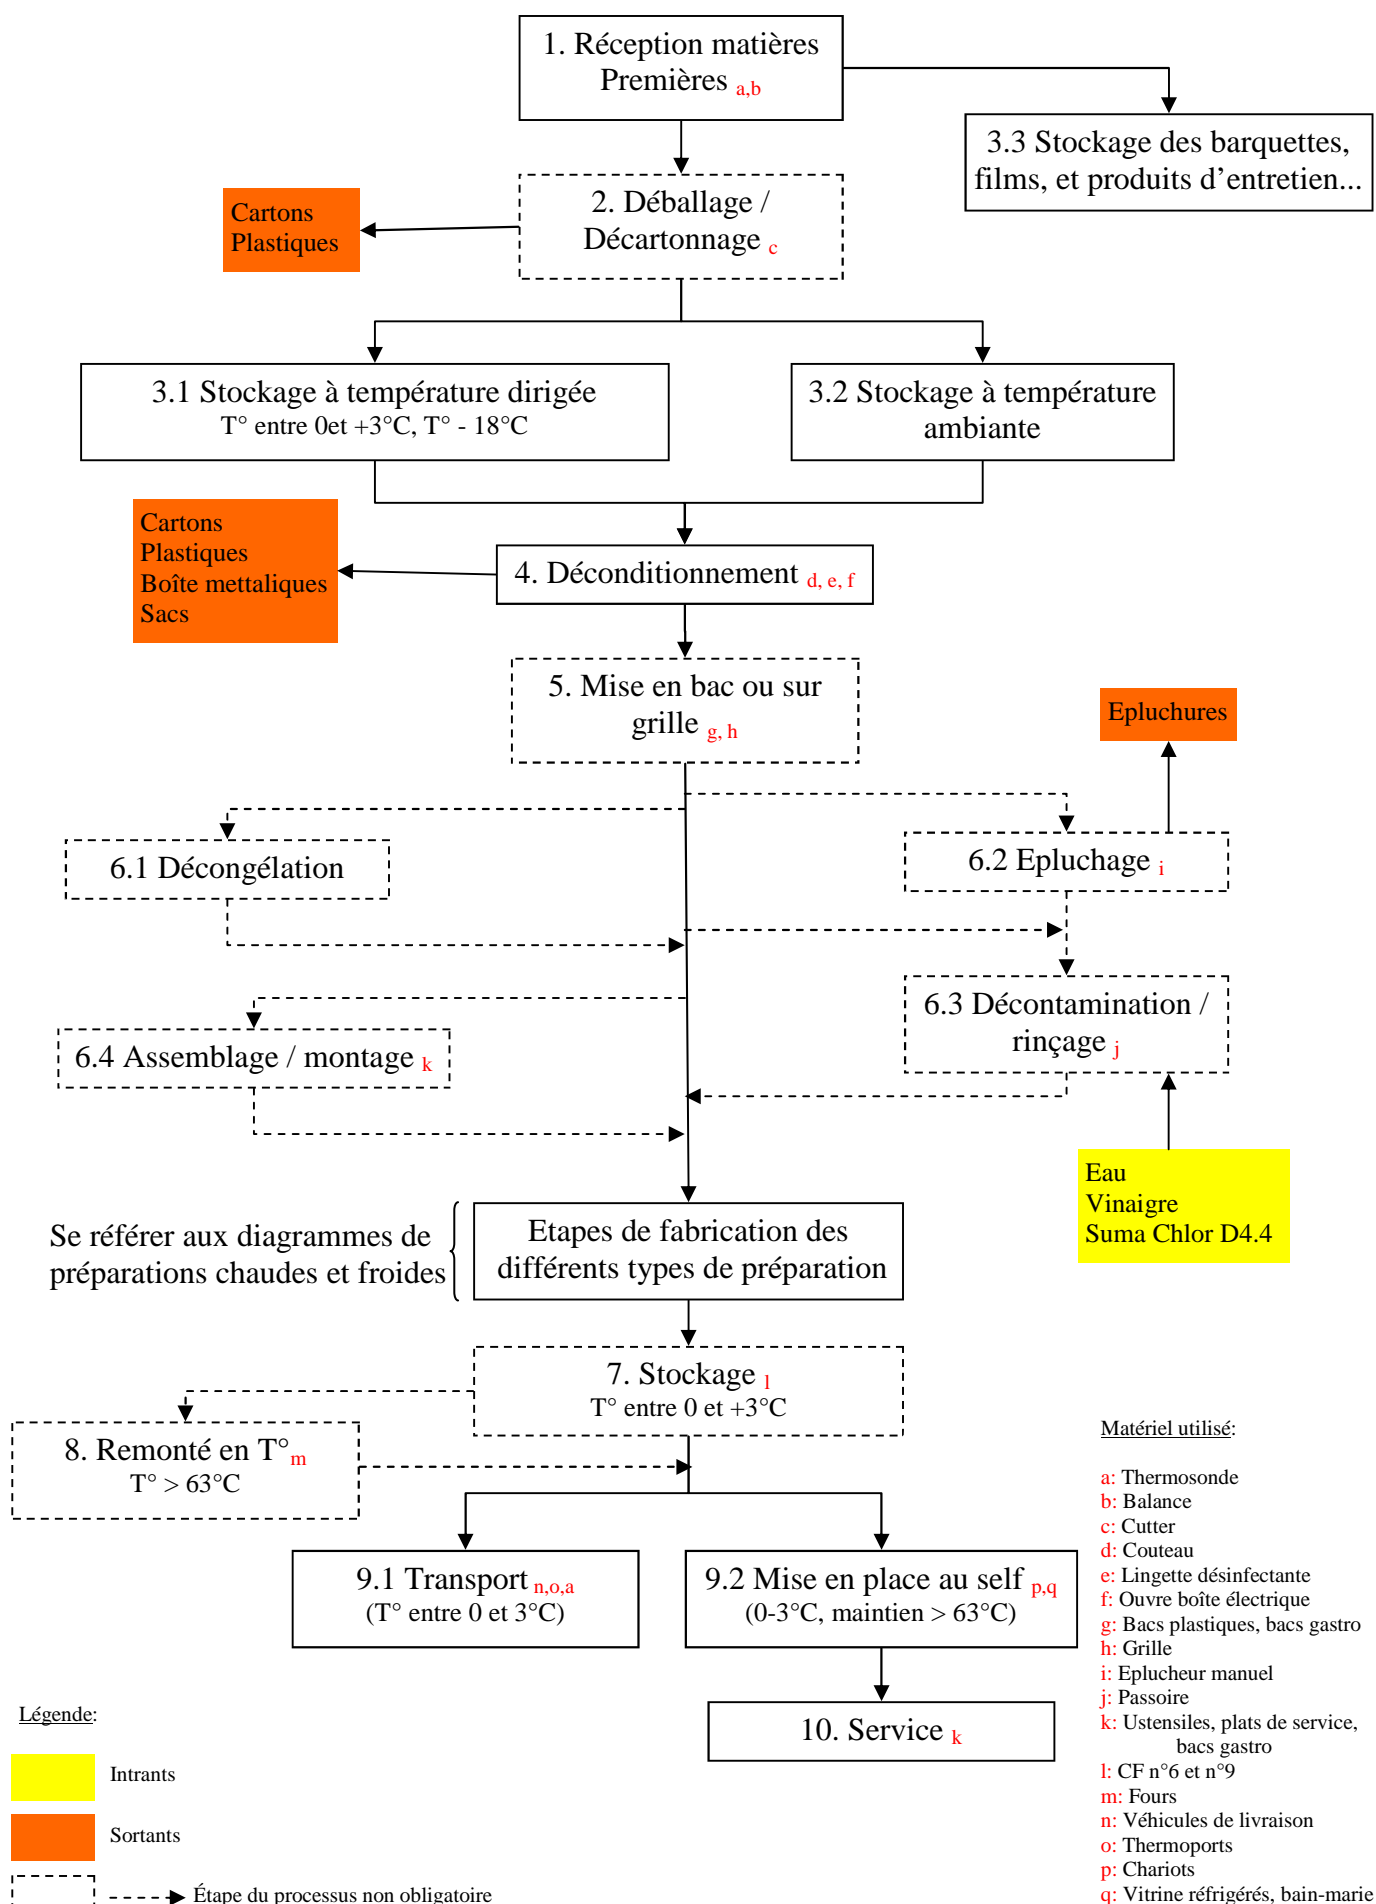 1. Réception matières
Premières a,b
3.3 Stockage des barquettes,
films, et produits d’entretien...
Cartons
Plastiques
2. Déballage /
Décartonnage c
3.1 Stockage à température dirigée
T° entre 0et +3°C, T° - 18°C
3.2 Stockage à température
ambiante
Cartons
Plastiques
Boîte mettaliques
Sacs
4. Déconditionnement d, e, f
5. Mise en bac ou sur
grille g, h
Epluchures
6.1 Décongélation
6.2 Epluchage i
6.3 Décontamination /
rinçage j
6.4 Assemblage / montage k
Eau
Vinaigre
Suma Chlor D4.4
Se référer aux diagrammes de
préparations chaudes et froides
Etapes de fabrication des
différents types de préparation
7. Stockage l
T° entre 0 et +3°C
8. Remonté en T° m
T° > 63°C
9.1 Transport n,o,a
(T° entre 0 et 3°C)
9.2 Mise en place au self p,q
(0-3°C, maintien > 63°C)
10. Service k
Légende:
Intrants
Sortants
Étape du processus non obligatoire
Matériel utilisé:
a: Thermosonde
b: Balance
c: Cutter
d: Couteau
e: Lingette désinfectante
f: Ouvre boîte électrique
g: Bacs plastiques, bacs gastro
h: Grille
i: Eplucheur manuel
j: Passoire
k: Ustensiles, plats de service,
bacs gastro
l: CF n°6 et n°9
m: Fours
n: Véhicules de livraison
o: Thermoports
p: Chariots
q: Vitrine réfrigérés, bain-marie